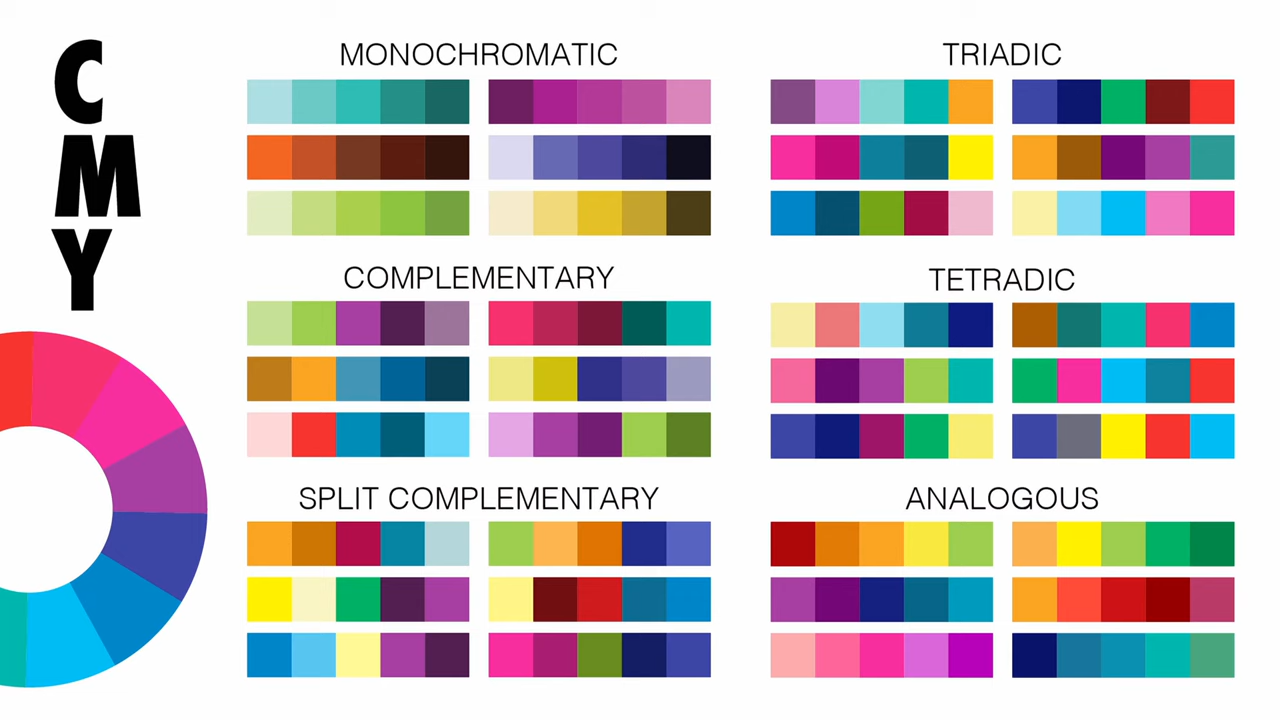 C
M
Y
MONOCHROMATIC
COMPLEMENTARY
SPLIT COMPLEMENTARY
TRIADIC
TETRADIC
ANALOGOUS